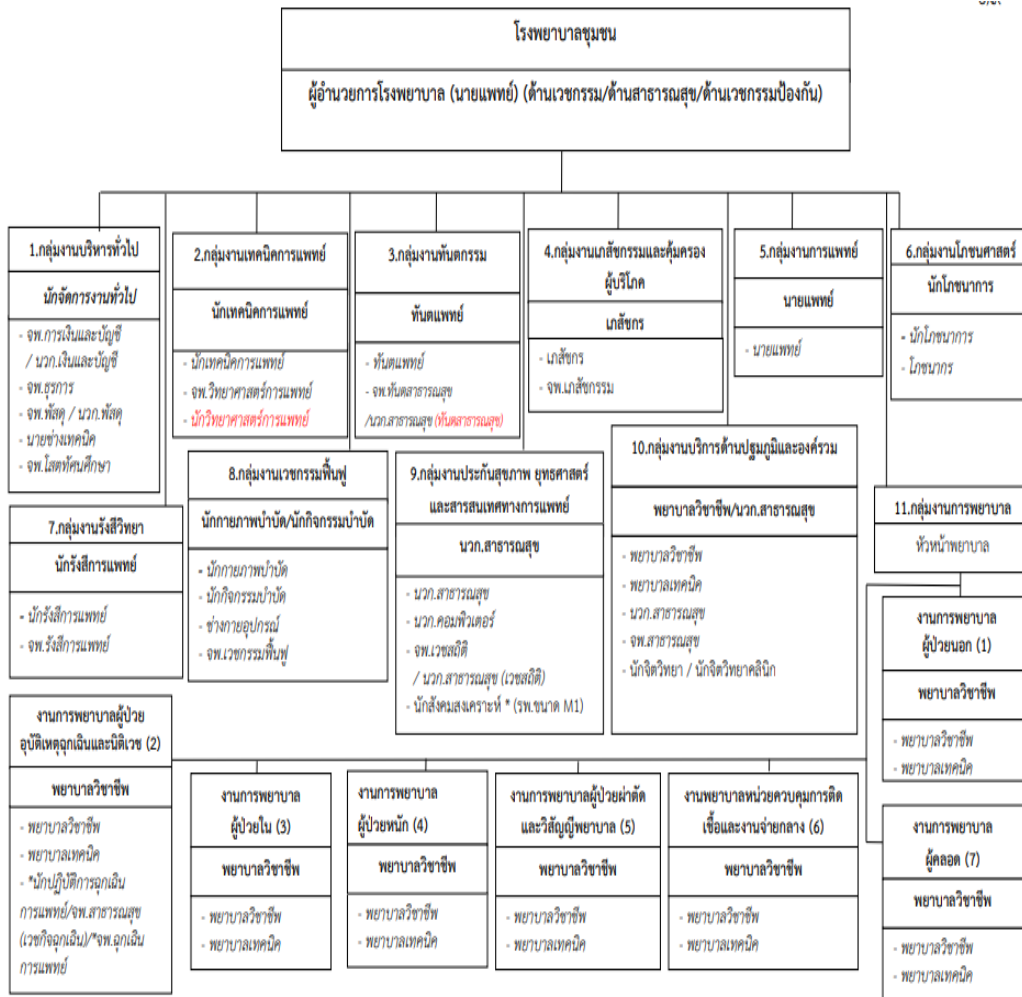 โรงพยาบาลชุมชน
ผู้อำนวยการโรงพยาบาล (นายแพทย์) (ด้านเวชกรรม/ด้านสาธารณสุข/ด้านเวชกรรมป้องกัน)
1.กลุ่มงานบริหารทั่วไป
นักจัดการงานทั่วไป
- จพ.การเงินและบัญชี
/ นวก.เงินและบัญชี
- จพ.ธุรการ
- จพ.พัสดุ / นวก.พัสดุ
- นายช่างเทคนิค
- จพ.โสตทัศนศึกษา
2.กลุ่มงานเทคนิคการแพทย์
นักเทคนิคการแพทย์
- นักเทคนิคการแพทย์
- จพ.วิทยาศาสตร์การแพทย์
- นักวิทยาศาสตร์การแพทย์
3.กลุ่มงานทันตกรรม
ทันตแพทย์
- ทันตแพทย์
- จพ.ทันตสาธารณสุข
/นวก.สาธารณสุข (ทันตสาธารณสุข)
4.กลุ่มงานเภสัชกรรมและคุ้มครอง
ผู้บริโภค
เภสัชกร
- เภสัชกร
- จพ.เภสัชกรรม
5.กลุ่มงานการแพทย์
นายแพทย์
- นายแพทย์
6.กลุ่มงานโภชนศาสตร์
นักโภชนาการ
- นักโภชนาการ
- โภชนากร
7.กลุ่มงานรังสีวิทยา
นักรังสีการแพทย์
- นักรังสีการแพทย์
- จพ.รังสีการแพทย์
8.กลุ่มงานเวชกรรมฟื้นฟู
นักกายภาพบำบัด/นักกิจกรรมบำบัด
- นักกายภาพบำบัด
- นักกิจกรรมบำบัด
- ช่างกายอุปกรณ์
- จพ.เวชกรรมฟื้นฟู
9.กลุ่มงานประกันสุขภาพ ยุทธศาสตร์
และสารสนเทศทางการแพทย์
นวก.สาธารณสุข
- นวก.สาธารณสุข
- นวก.คอมพิวเตอร์
- จพ.เวชสถิติ
/ นวก.สาธารณสุข (เวชสถิติ)
- นักสังคมสงเคราะห์ * (รพ.ขนาด M1)
10.กลุ่มงานบริการด้านปฐมภูมิและองค์รวม
พยาบาลวิชาชีพ/นวก.สาธารณสุข
- พยาบาลวิชาชีพ
- พยาบาลเทคนิค
- นวก.สาธารณสุข
- จพ.สาธารณสุข
- นักจิตวิทยา / นักจิตวิทยาคลินิก
11.กลุ่มงานการพยาบาล
หัวหน้าพยาบาล
งานการพยาบาล
ผู้ป่วยนอก (1)
พยาบาลวิชาชีพ
- พยาบาลวิชาชีพ
- พยาบาลเทคนิค
งานการพยาบาลผู้ป่วย
อุบัติเหตุฉุกเฉินและนิติเวช (2)
พยาบาลวิชาชีพ
- พยาบาลวิชาชีพ
- พยาบาลเทคนิค
- *นักปฏิบัติการฉุกเฉิน
การแพทย์/จพ.สาธารณสุข
(เวชกิจฉุกเฉิน)/*จพ.ฉุกเฉิน
การแพทย์
งานการพยาบาล
ผู้ป่วยใน (3)
พยาบาลวิชาชีพ
- พยาบาลวิชาชีพ
- พยาบาลเทคนิค
งานการพยาบาล
ผู้ป่วยหนัก (4)
พยาบาลวิชาชีพ
- พยาบาลวิชาชีพ
- พยาบาลเทคนิค
งานการพยาบาลผู้ป่วยผ่าตัด
และวิสัญญีพยาบาล (5)
พยาบาลวิชาชีพ
- พยาบาลวิชาชีพ
- พยาบาลเทคนิค
งานพยาบาลหน่วยควบคุมการติด
เชื้อและงานจ่ายกลาง (6)
พยาบาลวิชาชีพ
- พยาบาลวิชาชีพ
- พยาบาลเทคนิค
งานการพยาบาล
ผู้คลอด (7)
พยาบาลวิชาชีพ
- พยาบาลวิชาชีพ
- พยาบาลเทคนิค